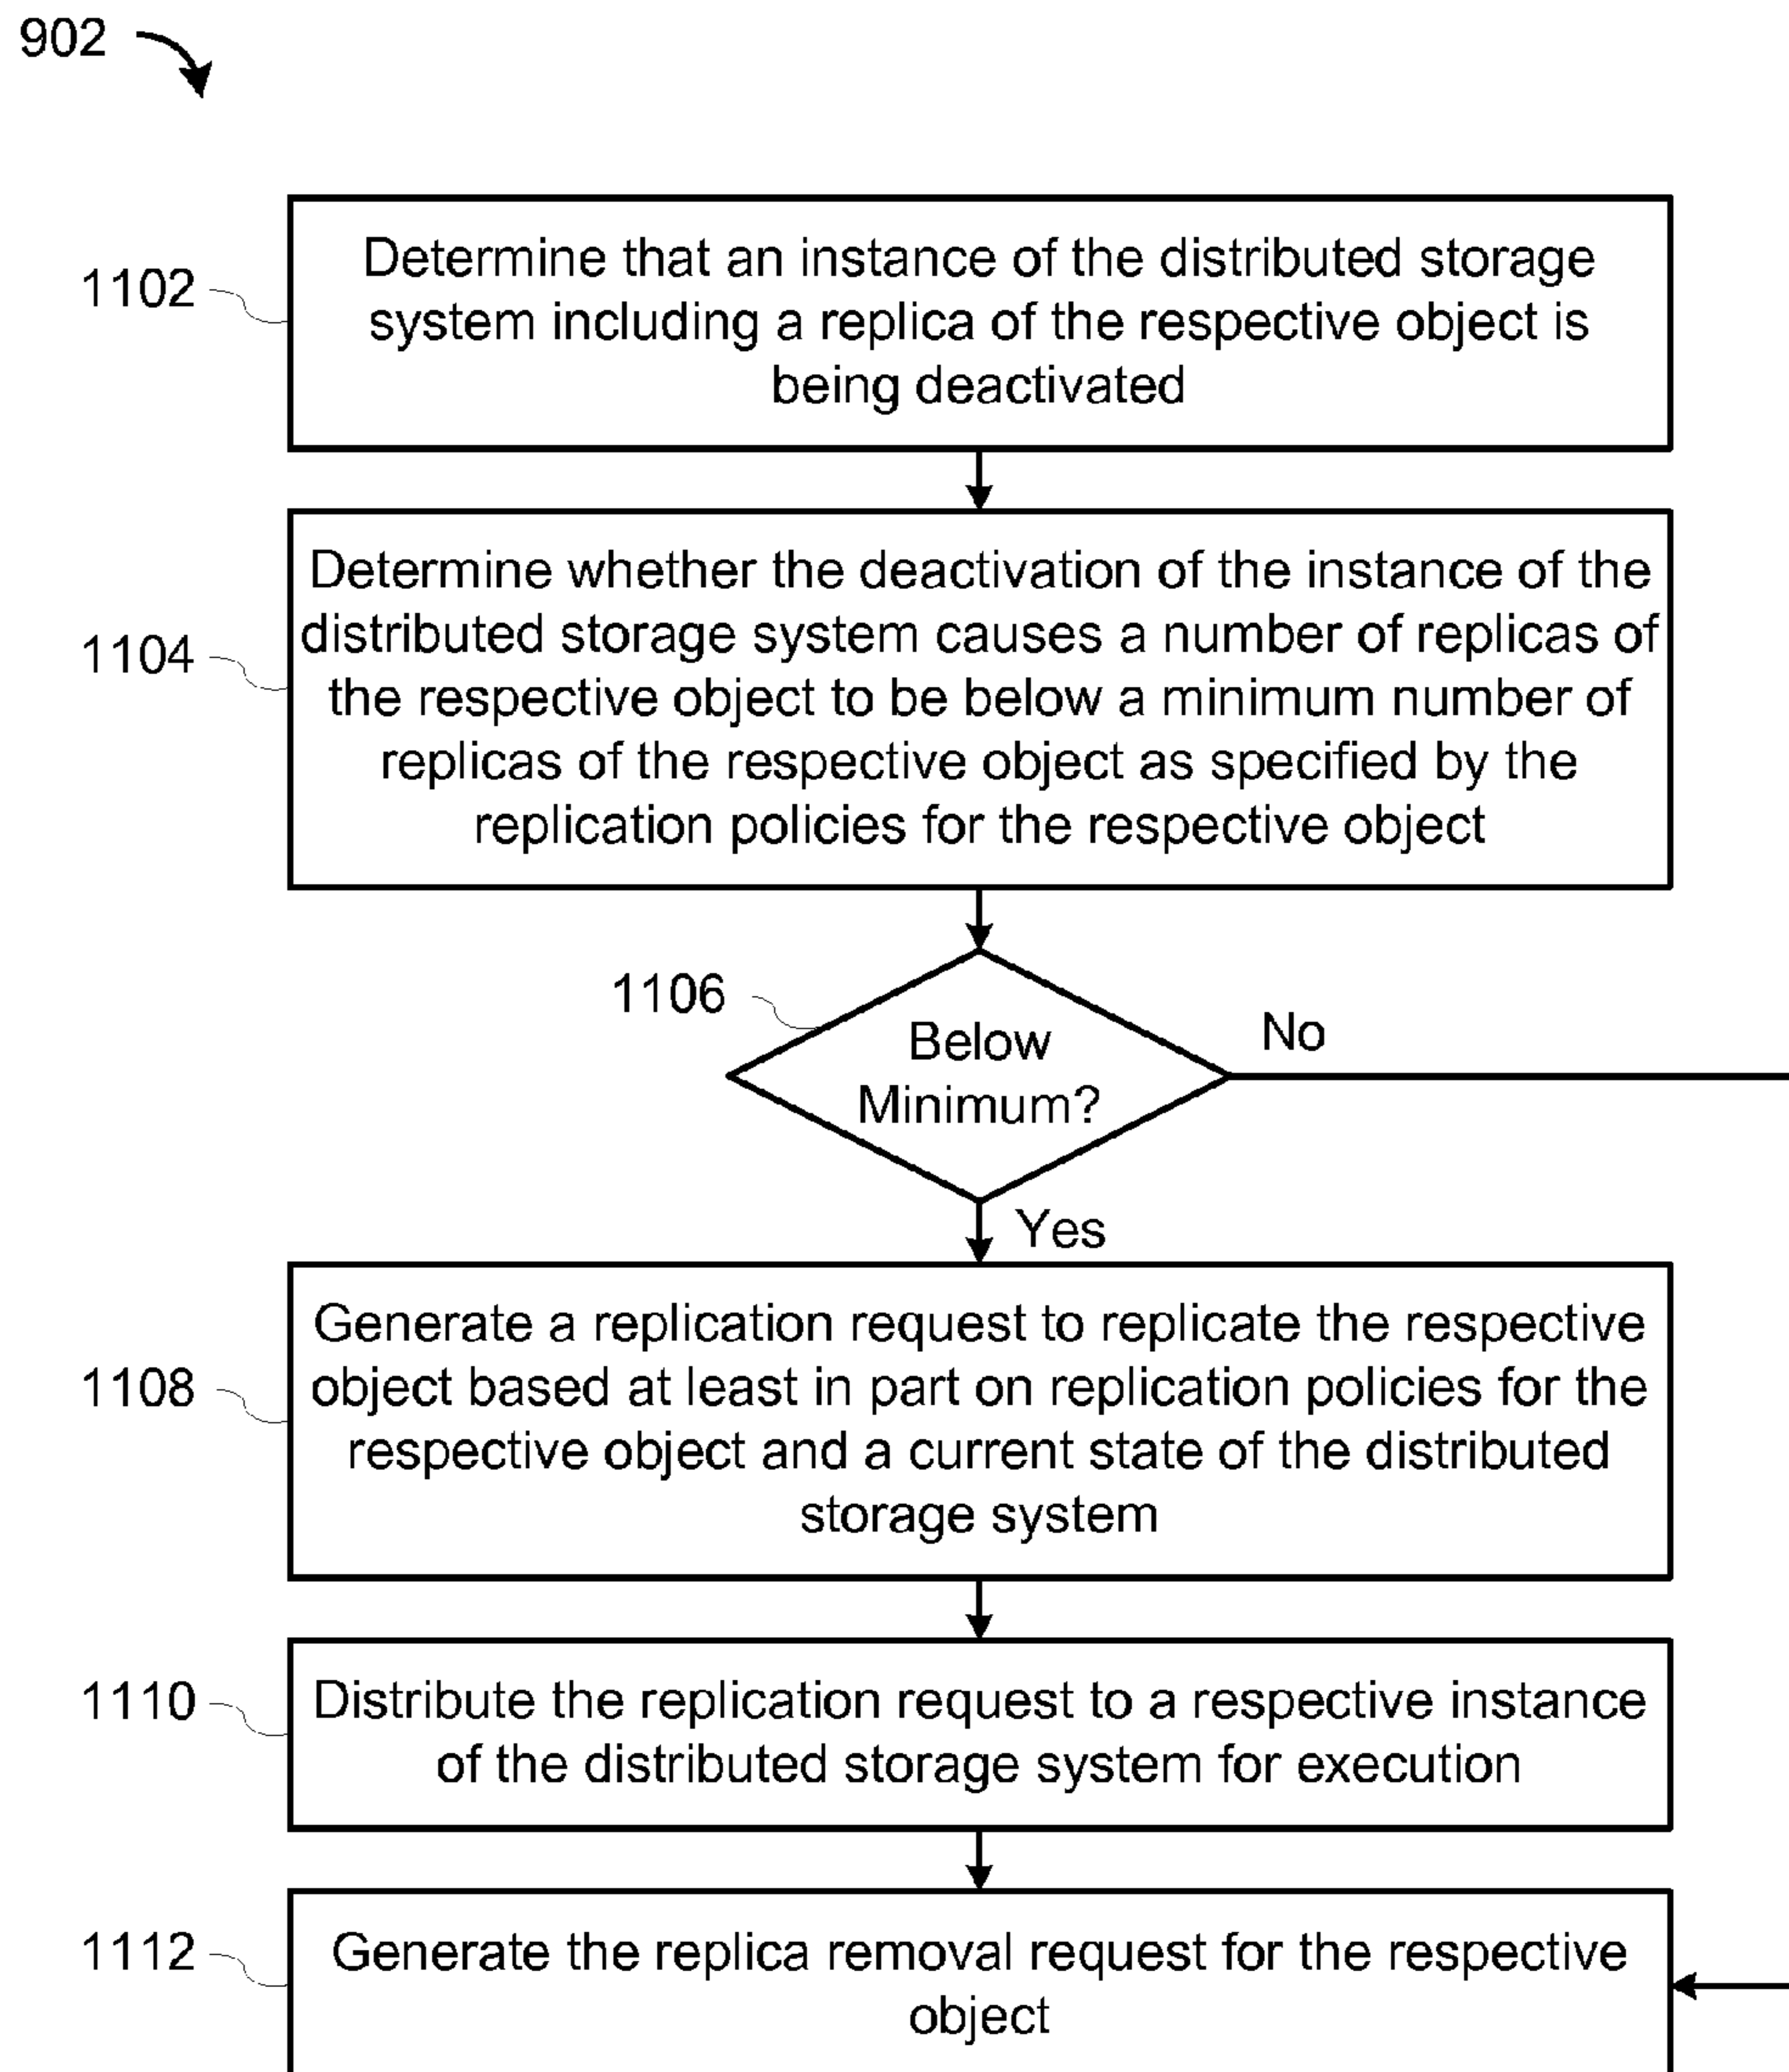 902
1102
Determine that an instance of the distributed storage
system including a replica of the respective object is
being deactivated
1104
Determine whether the deactivation of the instance of the
distributed storage system causes a number of replicas of
the respective object to be below a minimum number of
replicas of the respective object as specified by the
replication policies for the respective object
1106
Below
Minimum?
No
Yes
1108
Generate a replication request to replicate the respective
object based at least in part on replication policies for the
respective object and a current state of the distributed
storage system
1110
Distribute the replication request to a respective instance
of the distributed storage system for execution
1112
Generate the replica removal request for the respective
object